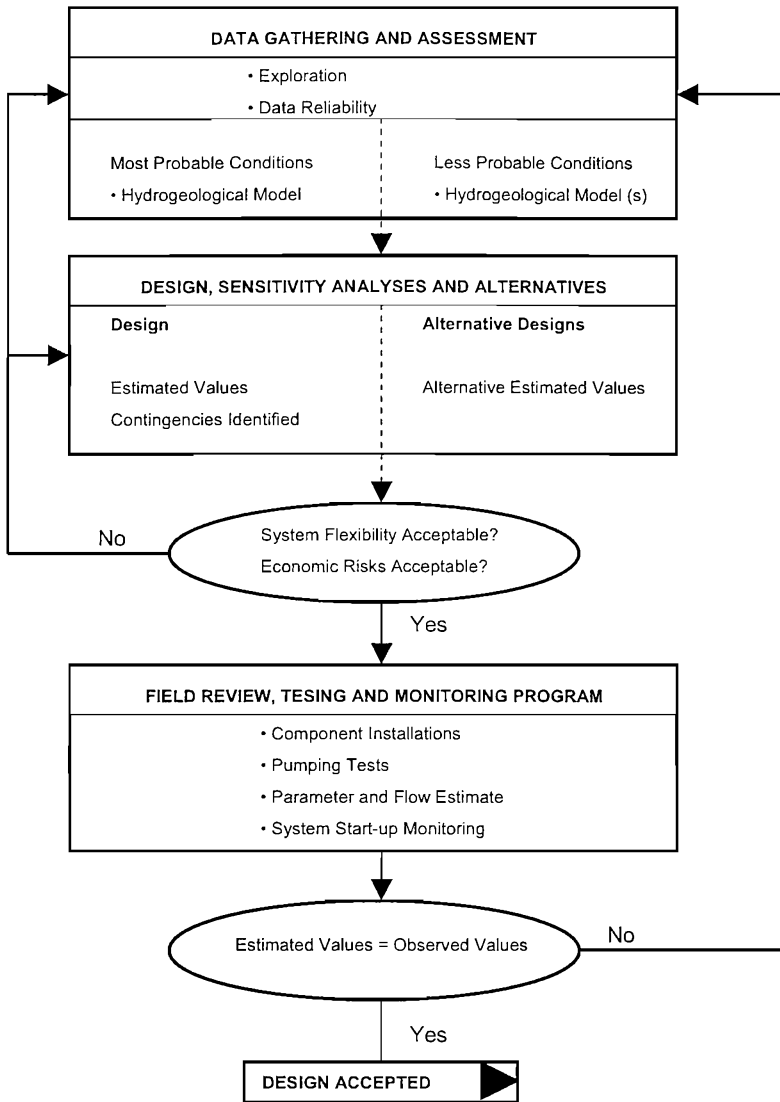 DATA GATHERING AND ASSESSMENT
• Exploration
• Data Reliability
Most Probable Conditions
• Hydrogeological Model
Less Probable Conditions
• Hydrogeological Model (s)
DESIGN, SENSITIVITY ANALYSES AND ALTERNATIVES
Design
Estimated Values
Contingencies Identified
Alternative Designs
Alternative Estimated Values
System Flexibility Acceptable?
Economic Risks Acceptable?
No
Yes
FIELD REVIEW, TESING AND MONITORING PROGRAM
• Component Installations
• Pumping Tests
• Parameter and Flow Estimate
• System Start-up Monitoring
Estimated Values = Observed Values
No
Yes
DESIGN ACCEPTED